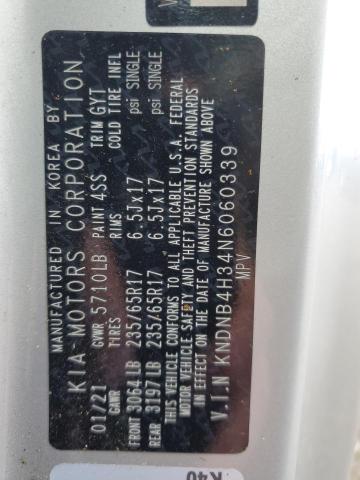 MANUFACTURED IN KOREA BY
KIA-MOTORS CORPORATION
01/21 GVWR 5710LB PAINT 4SS TRIM GYT
GAWR TIRES RIMS COLD TIRE INFL
FRONT 3064LB 235/65R17 6.5Jx17 psi SINGLE
REAR 3197LB 235/65R17 6.5Jx17 psi SINGLE
THIS VEHICLE CONFORMS TO ALL APPLICABLE U.S.A. FEDERAL
MOTOR VEHICLE SAFETY AND THEFT PREVENTION STANDARDS
IN EFFECT ON THE DATE OF MANUFACTURE SHOWN ABOVE
V.I.N KNDNB4H34N6060339
MPV
K40